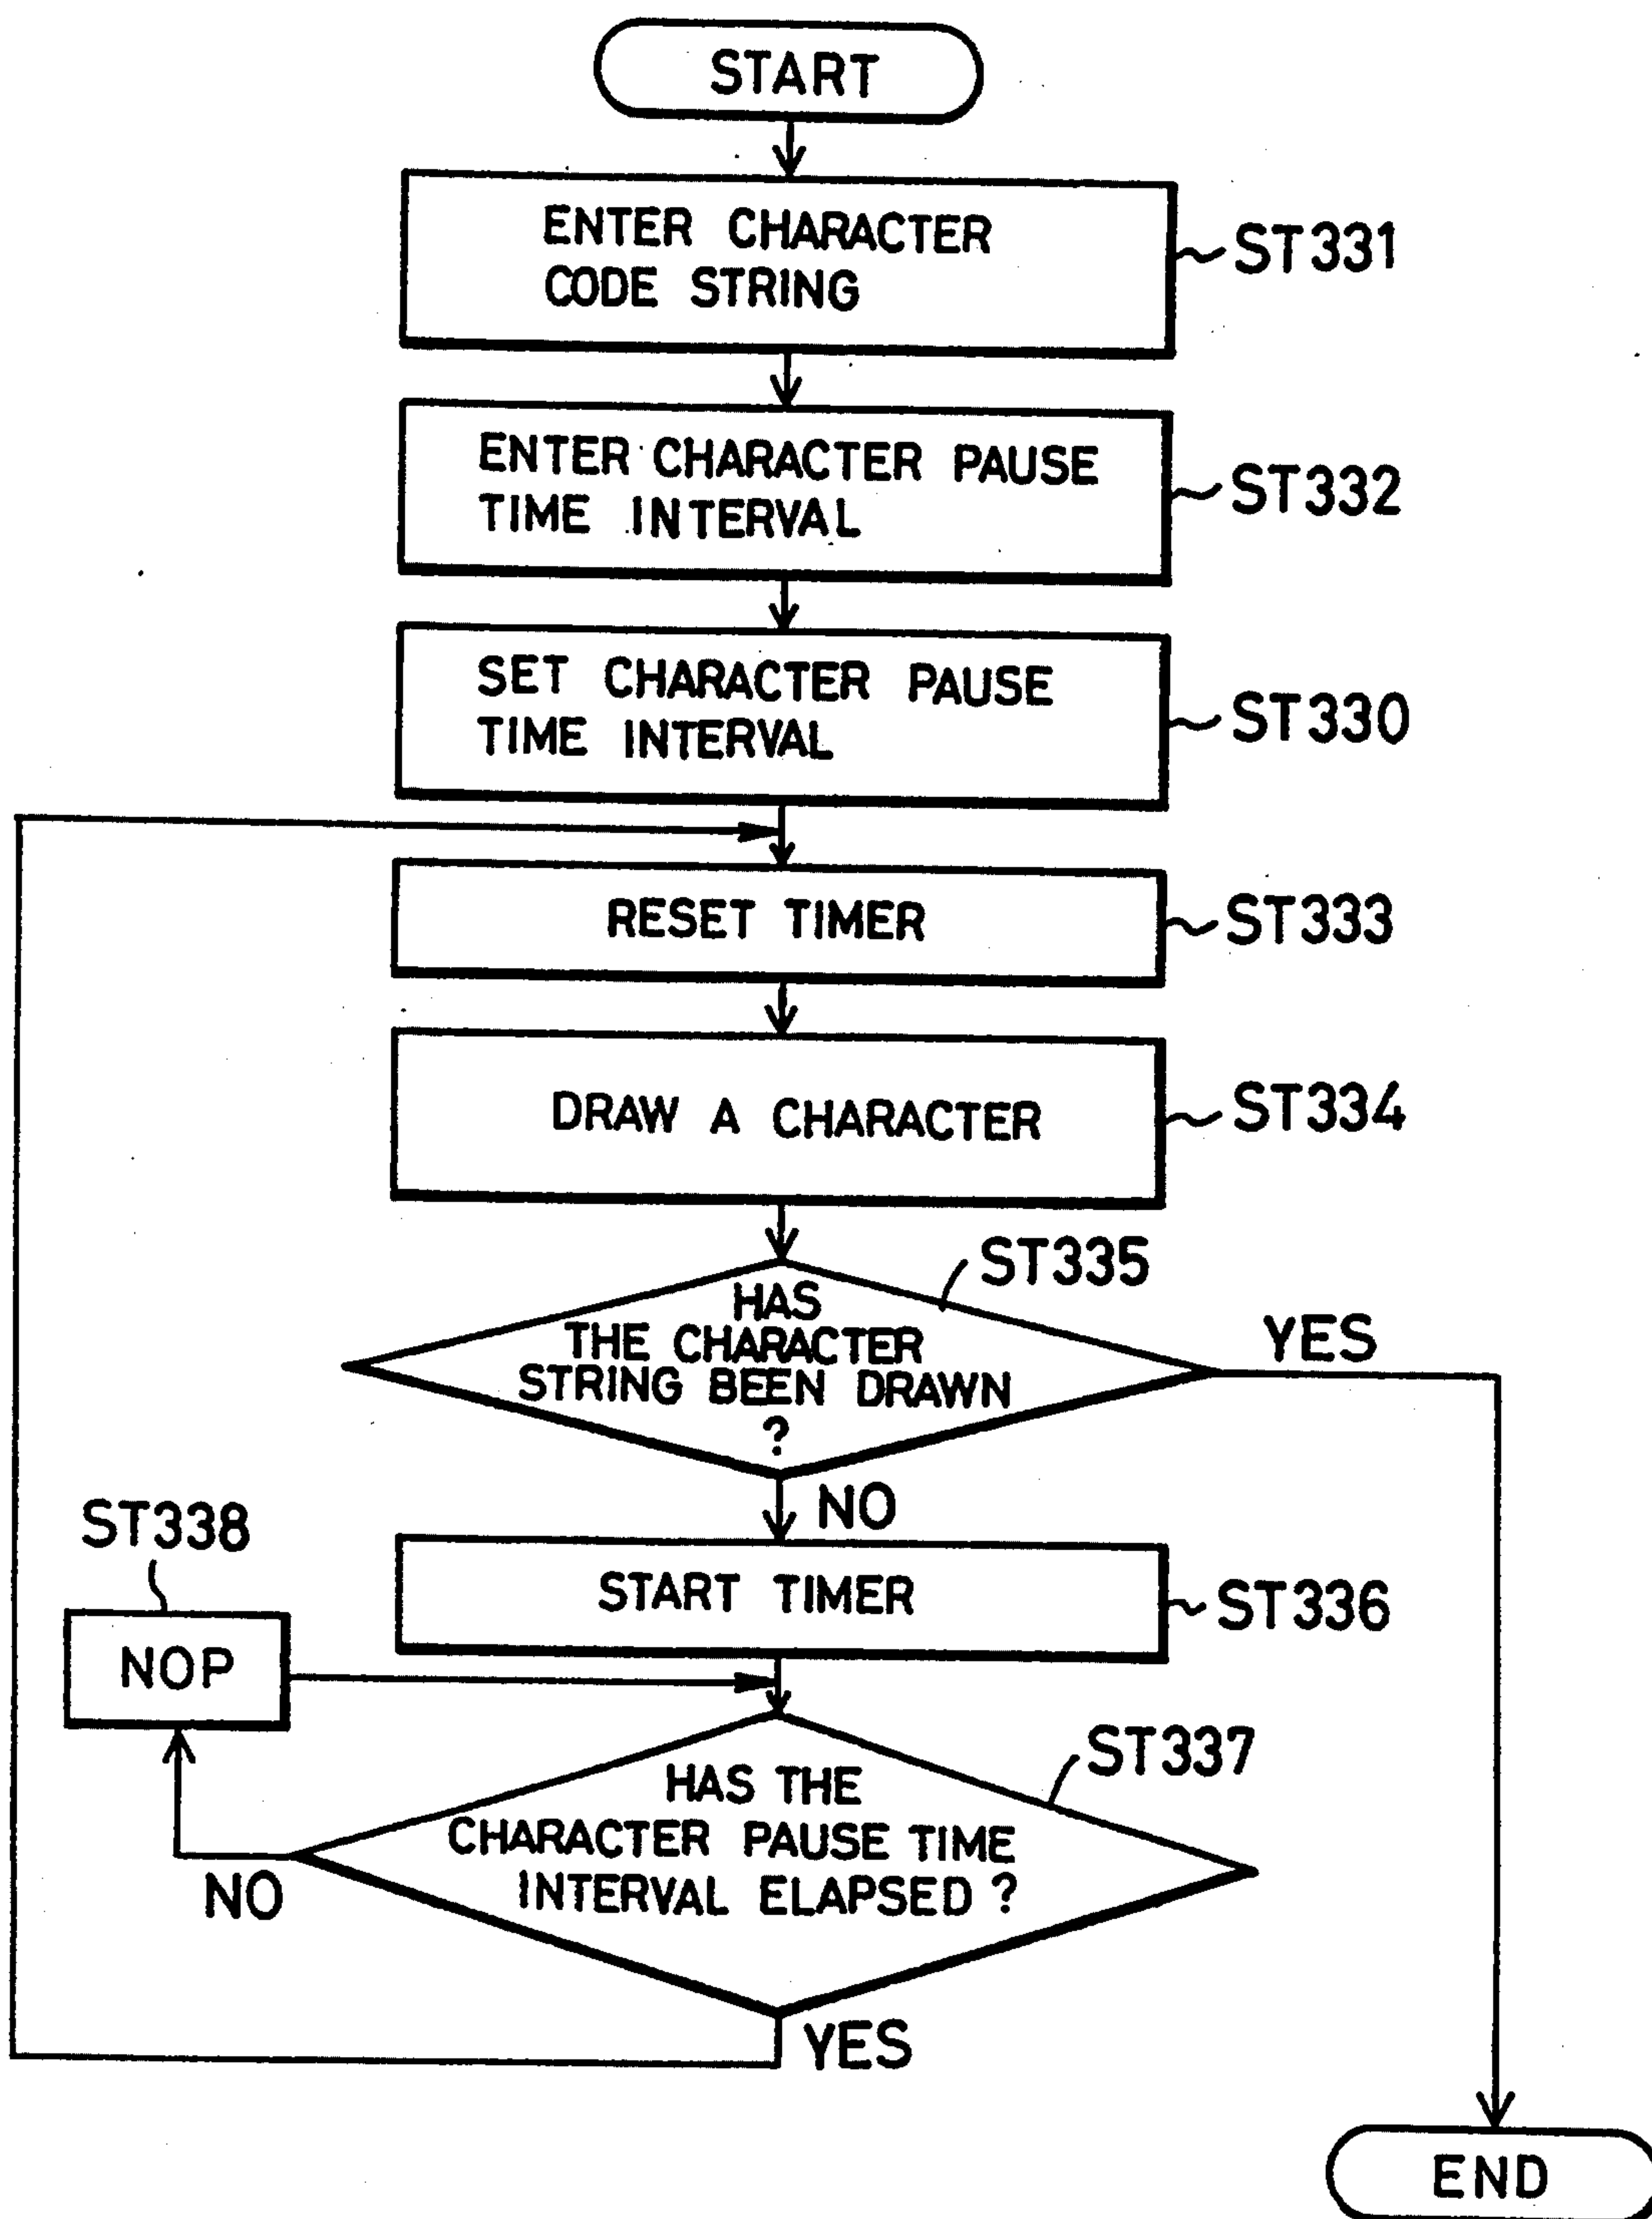 START
ENTER CHARACTER
CODE STRING
ST331
ENTER CHARACTER PAUSE
TIME INTERVAL
ST332
SET CHARACTER PAUSE
TIME INTERVAL
ST330
RESET TIMER
ST333
DRAW A CHARACTER
ST334
ST335
HAS
THE CHARACTER
STRING BEEN DRAWN
?
YES
NO
ST338
START TIMER
ST336
NOP
ST337
HAS THE
CHARACTER PAUSE TIME
INTERVAL ELAPSED ?
NO
YES
END